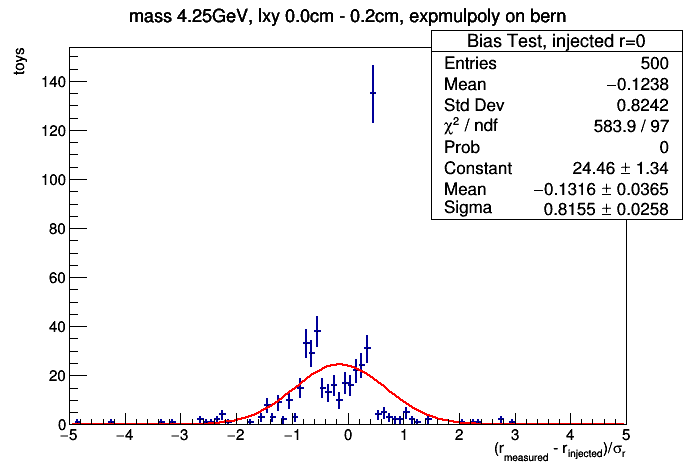 mass 4.25GeV, lxy 0.0cm - 0.2cm, expmulpoly on bern
toys
Bias Test, injected r=0
Entries 500
Mean −0.1238
Std Dev 0.8242
χ² / ndf 583.9 / 97
Prob 0
Constant 24.46 ± 1.34
Mean −0.1316 ± 0.0365
Sigma 0.8155 ± 0.0258
140
120
100
80
60
40
20
0
−5 −4 −3 −2 −1 0 1 2 3 4 5
(r_measured - r_injected)/σ_r